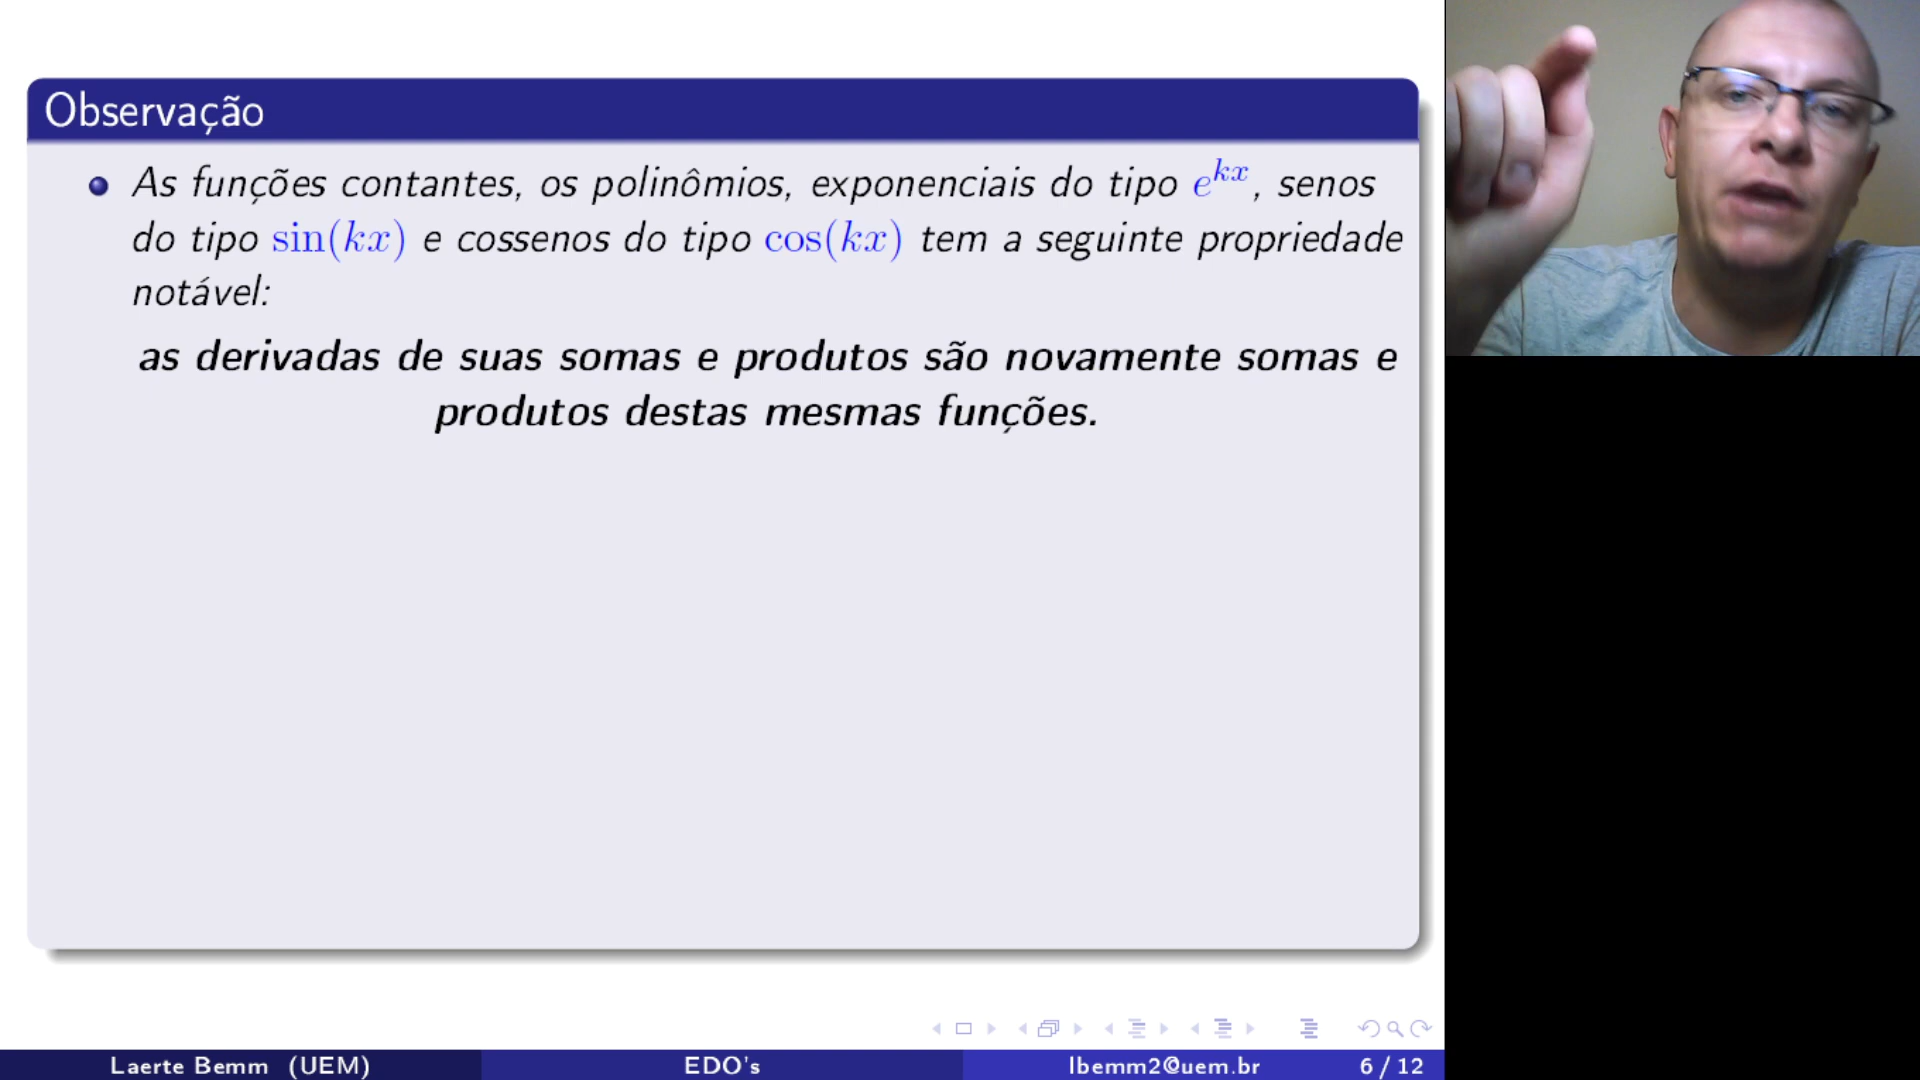 Observação
As funções contantes, os polinômios, exponenciais do tipo e^{kx}, senos
do tipo sin(kx) e cossenos do tipo cos(kx) tem a seguinte propriedade
notável:
as derivadas de suas somas e produtos são novamente somas e
produtos destas mesmas funções.
Laerte Bemm (UEM) EDO's lbemm2@uem.br 6 / 12